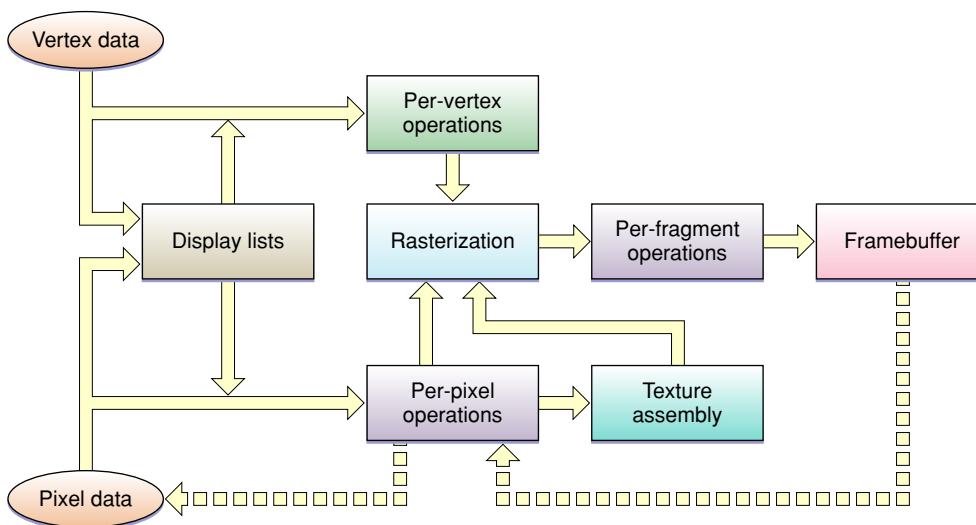 Vertex data
Per-vertex
operations
Display lists
Rasterization
Per-fragment
operations
Framebuffer
Per-pixel
operations
Texture
assembly
Pixel data